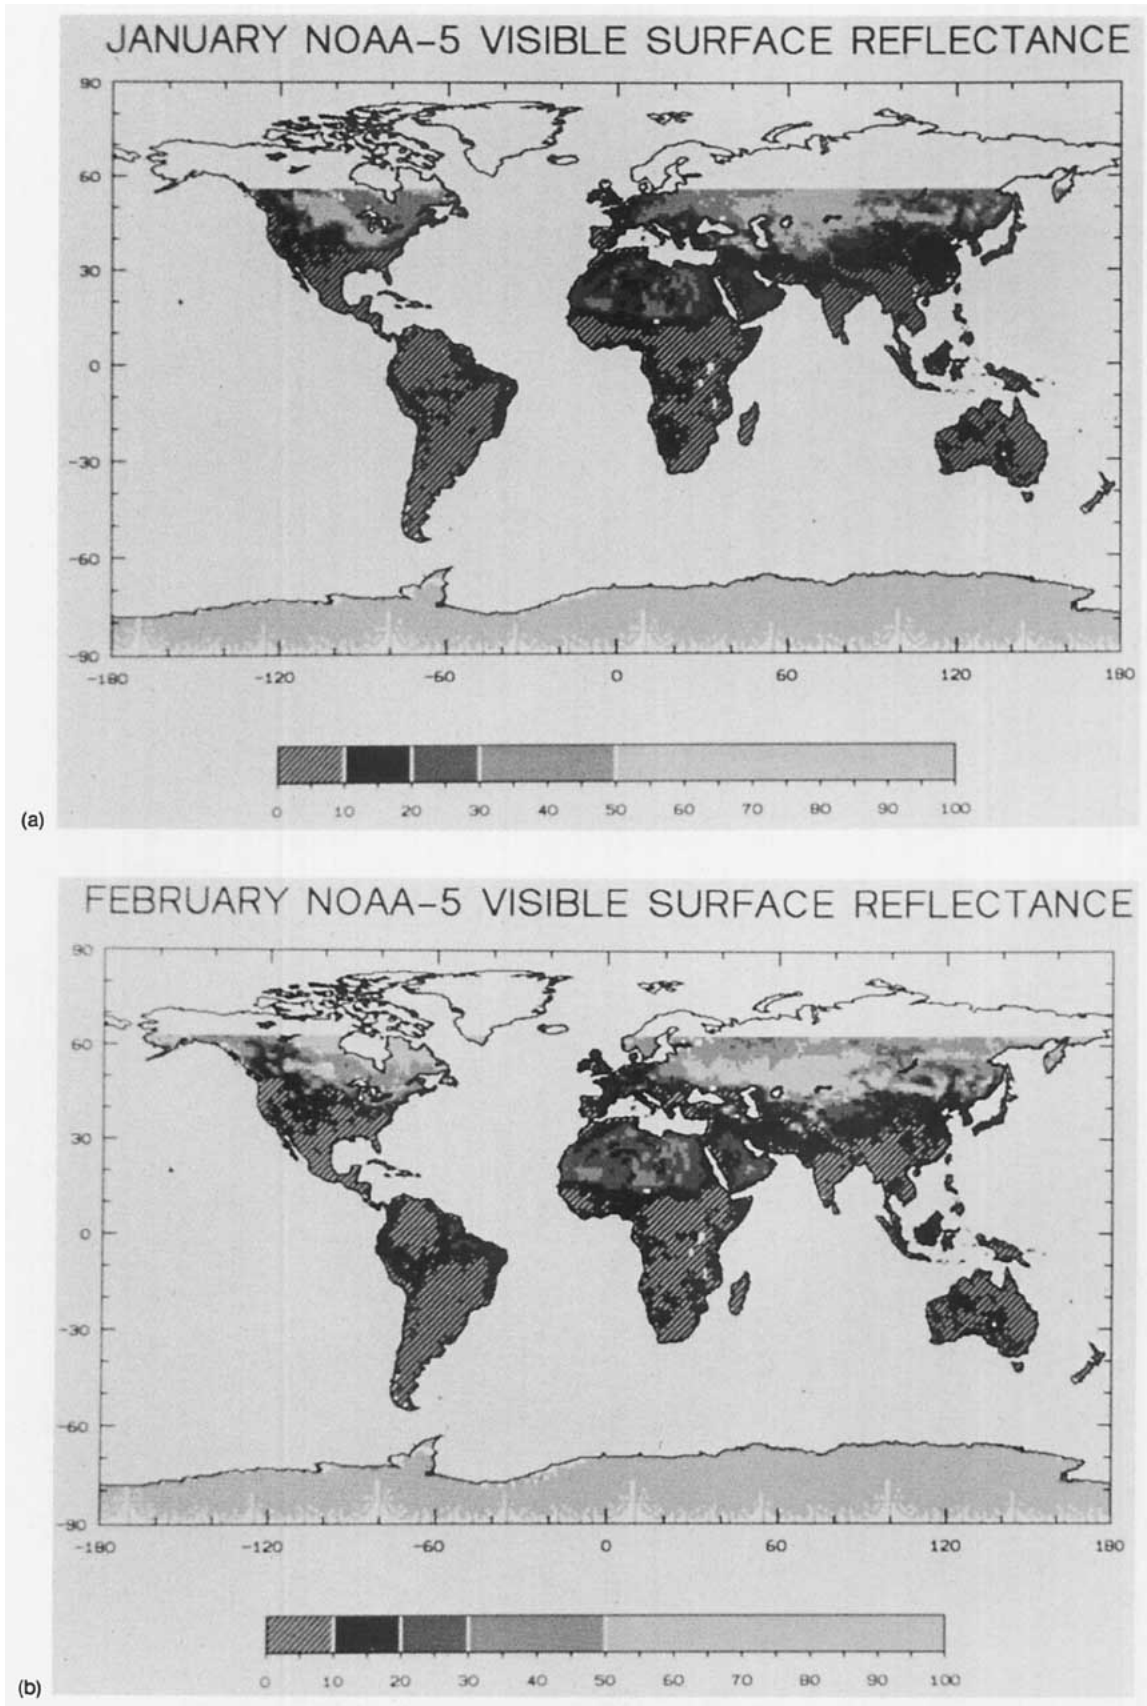 JANUARY NOAA-5 VISIBLE SURFACE REFLECTANCE
90
60
30
0
-30
-60
-90
-180 -120 -60 0 60 120 180
0 10 20 30 40 50 60 70 80 90 100
(a)
FEBRUARY NOAA-5 VISIBLE SURFACE REFLECTANCE
90
60
30
0
-30
-60
-90
-180 -120 -60 0 60 120 180
0 10 20 30 40 50 60 70 80 90 100
(b)